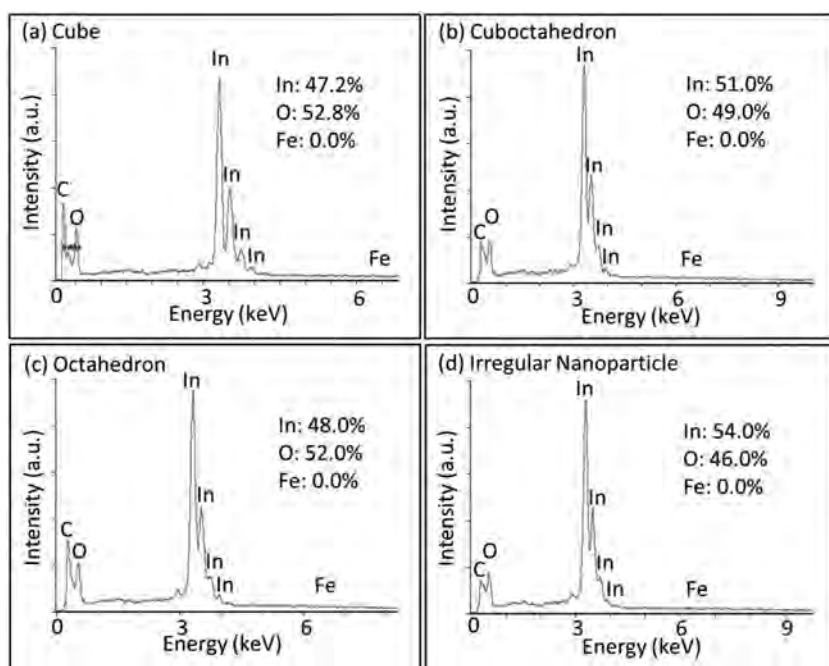 (a) Cube
In
In: 47.2%
O: 52.8%
Fe: 0.0%
In
C
O
In
In
Fe
Intensity (a.u.)
0 3 6
Energy (keV)
(b) Cuboctahedron
In
In: 51.0%
O: 49.0%
Fe: 0.0%
In
O
C
In
In
Fe
Intensity (a.u.)
0 3 6 9
Energy (keV)
(c) Octahedron
In
In: 48.0%
O: 52.0%
Fe: 0.0%
In
C
O
In
In
Fe
Intensity (a.u.)
0 3 6
Energy (keV)
(d) Irregular Nanoparticle
In
In: 54.0%
O: 46.0%
Fe: 0.0%
In
O
C
In
In
Fe
Intensity (a.u.)
0 3 6 9
Energy (keV)